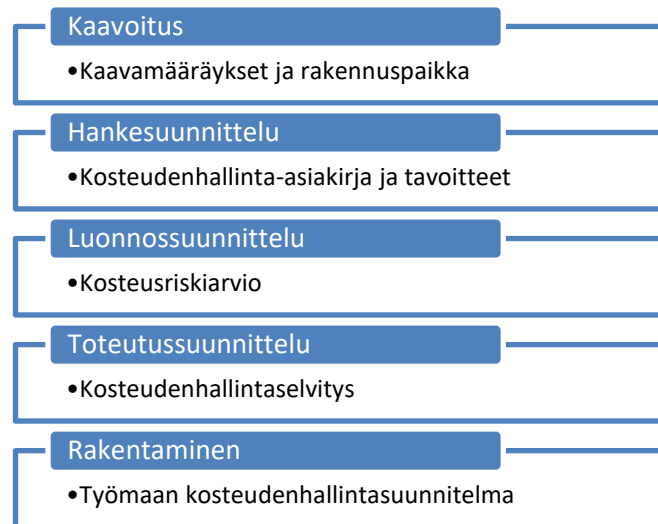 Kaavoitus
•Kaavamääräykset ja rakennuspaikka
Hankesuunnittelu
•Kosteudenhallinta-asiakirja ja tavoitteet
Luonnossuunnittelu
•Kosteusriskiarvio
Toteutussuunnittelu
•Kosteudenhallintaselvitys
Rakentaminen
•Työmaan kosteudenhallintasuunnitelma